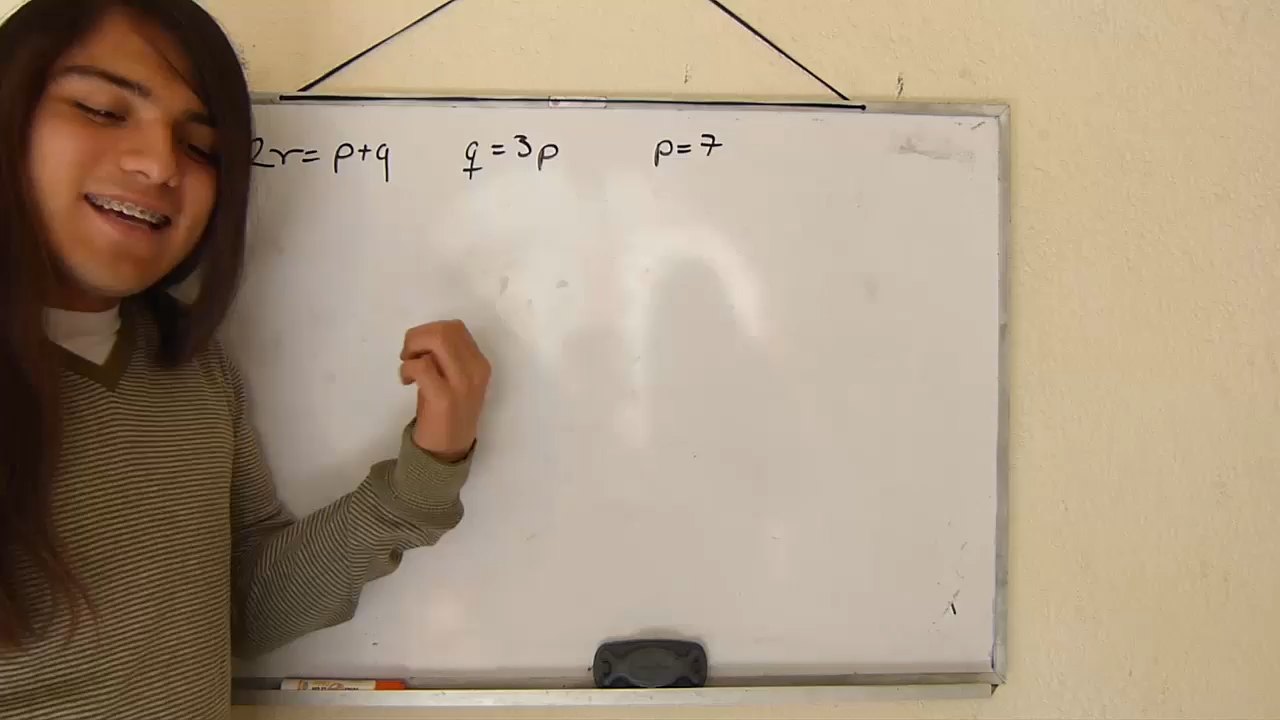 2r = p+q q = 3p p = 7